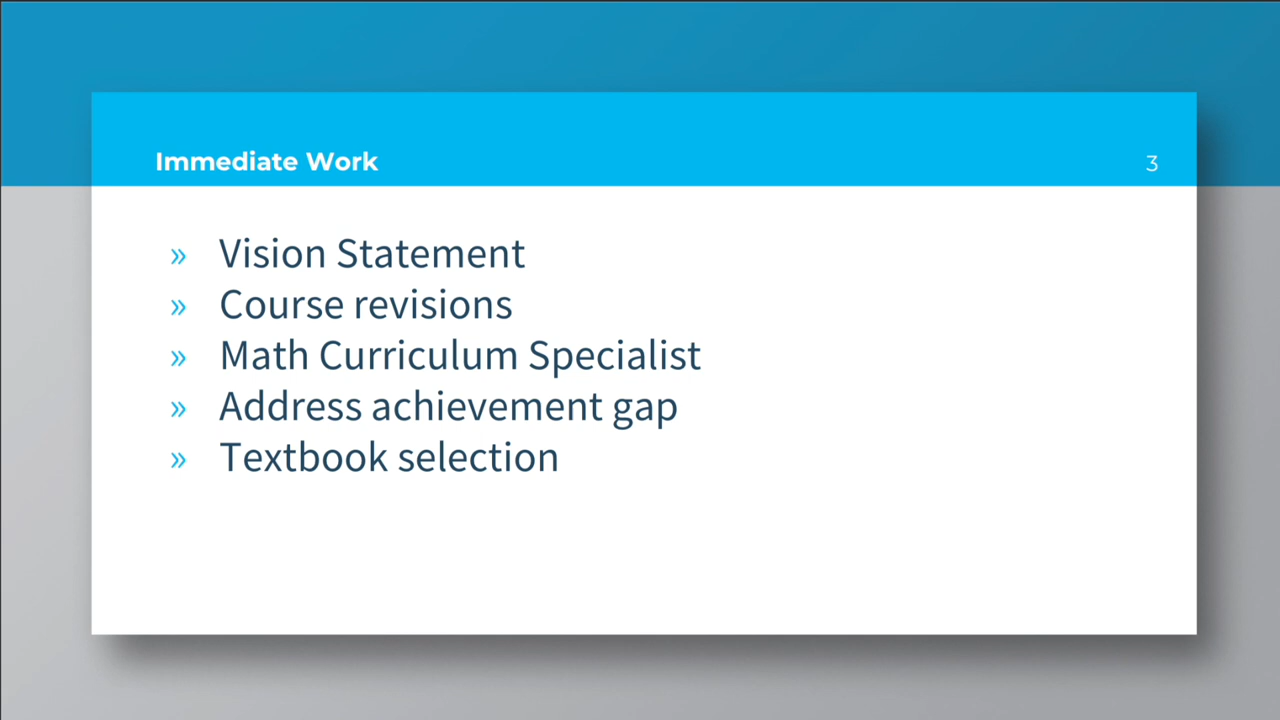 Immediate Work
3
» Vision Statement
» Course revisions
» Math Curriculum Specialist
» Address achievement gap
» Textbook selection